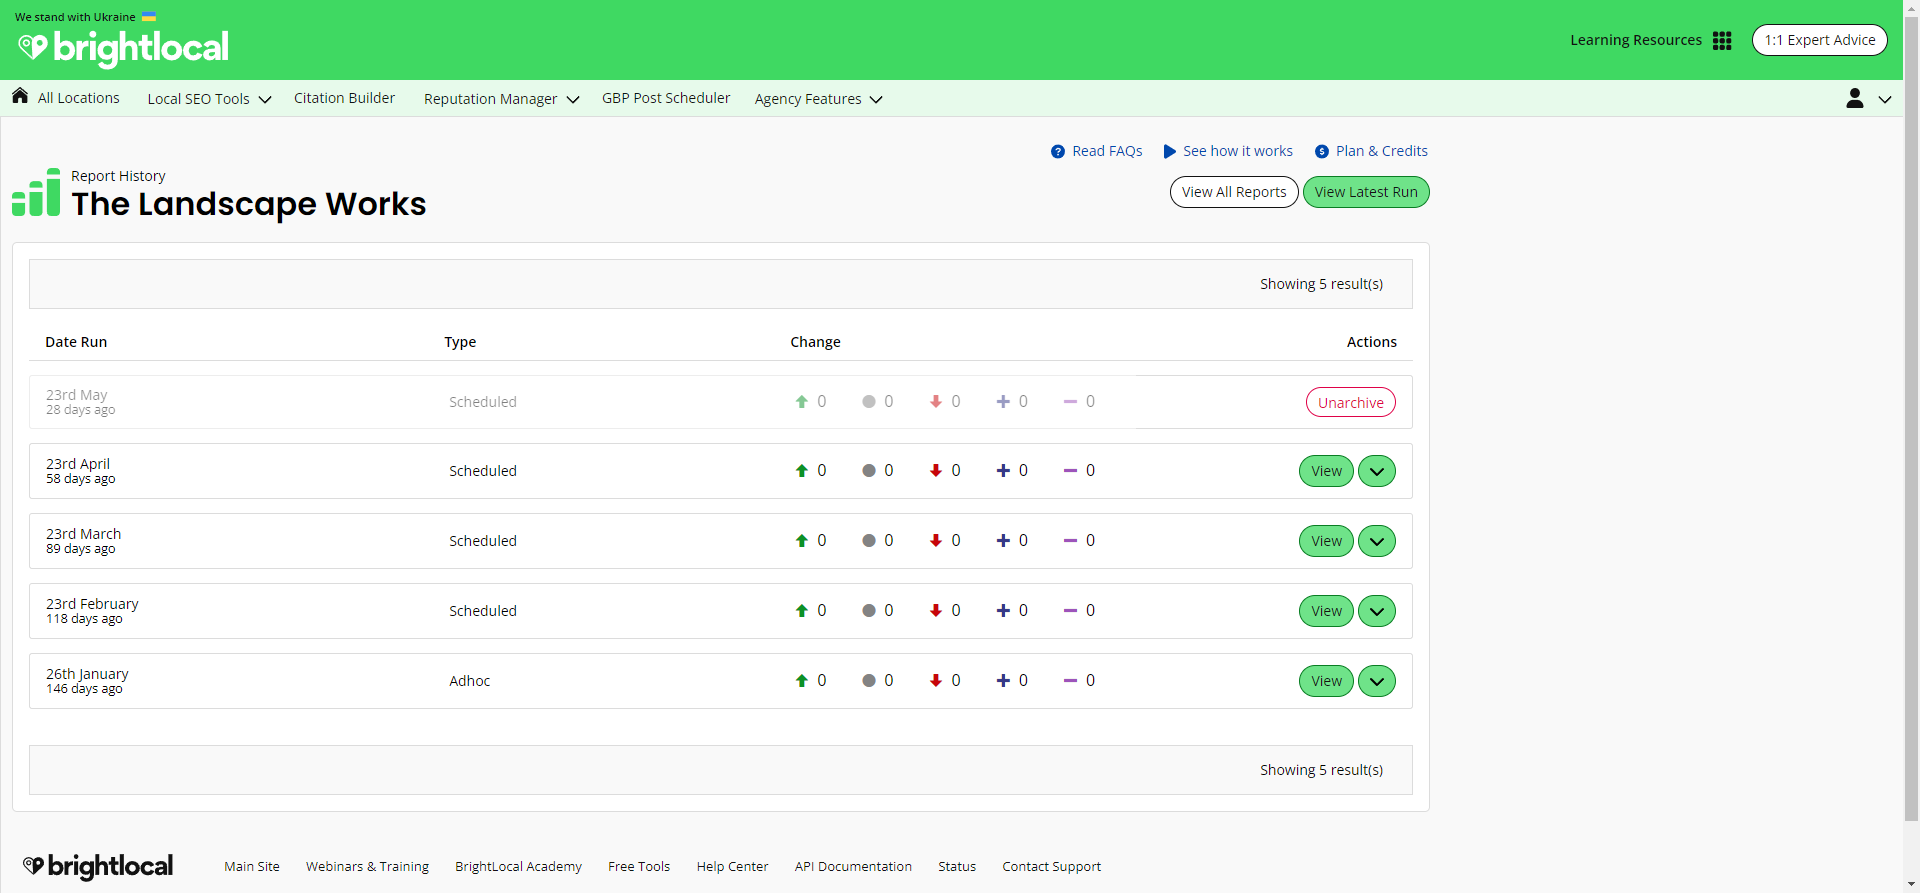 We stand with Ukraine
brightlocal
Learning Resources
1:1 Expert Advice
All Locations
Local SEO Tools
Citation Builder
Reputation Manager
GBP Post Scheduler
Agency Features
Read FAQs
See how it works
Plan & Credits
Report History
The Landscape Works
View All Reports
View Latest Run
Showing 5 result(s)
Date Run Type Change Actions
23rd May
28 days ago
Scheduled 0 0 0 0 0 Unarchive
23rd April
58 days ago
Scheduled 0 0 0 0 0 View
23rd March
89 days ago
Scheduled 0 0 0 0 0 View
23rd February
118 days ago
Scheduled 0 0 0 0 0 View
26th January
146 days ago
Adhoc 0 0 0 0 0 View
Showing 5 result(s)
brightlocal
Main Site
Webinars & Training
BrightLocal Academy
Free Tools
Help Center
API Documentation
Status
Contact Support